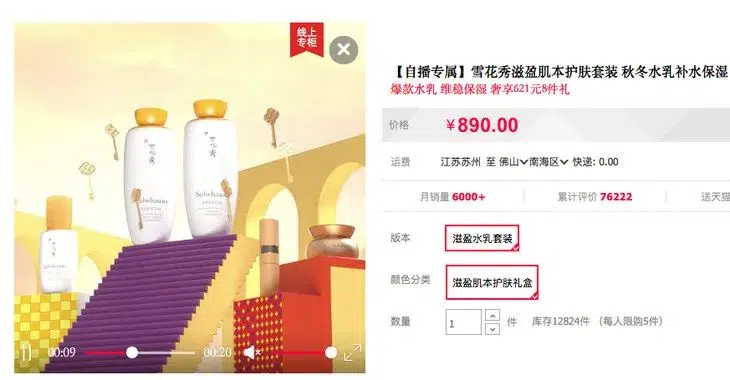 线上
专柜
雪花秀
Sulwhasoo
雪花秀
Sulwhasoo
00:09
00:20
【自播专属】雪花秀滋盈肌本护肤套装 秋冬水乳补水保湿
爆款水乳 维稳保湿 奢享621元8件礼
价格
¥890.00
运费
江苏苏州 至 佛山 南海区 快递: 0.00
月销量 6000+
累计评价 76222
送天猫
版本
滋盈水乳套装
颜色分类
滋盈肌本护肤礼盒
数量
1
件
库存12824件 （每人限购5件）